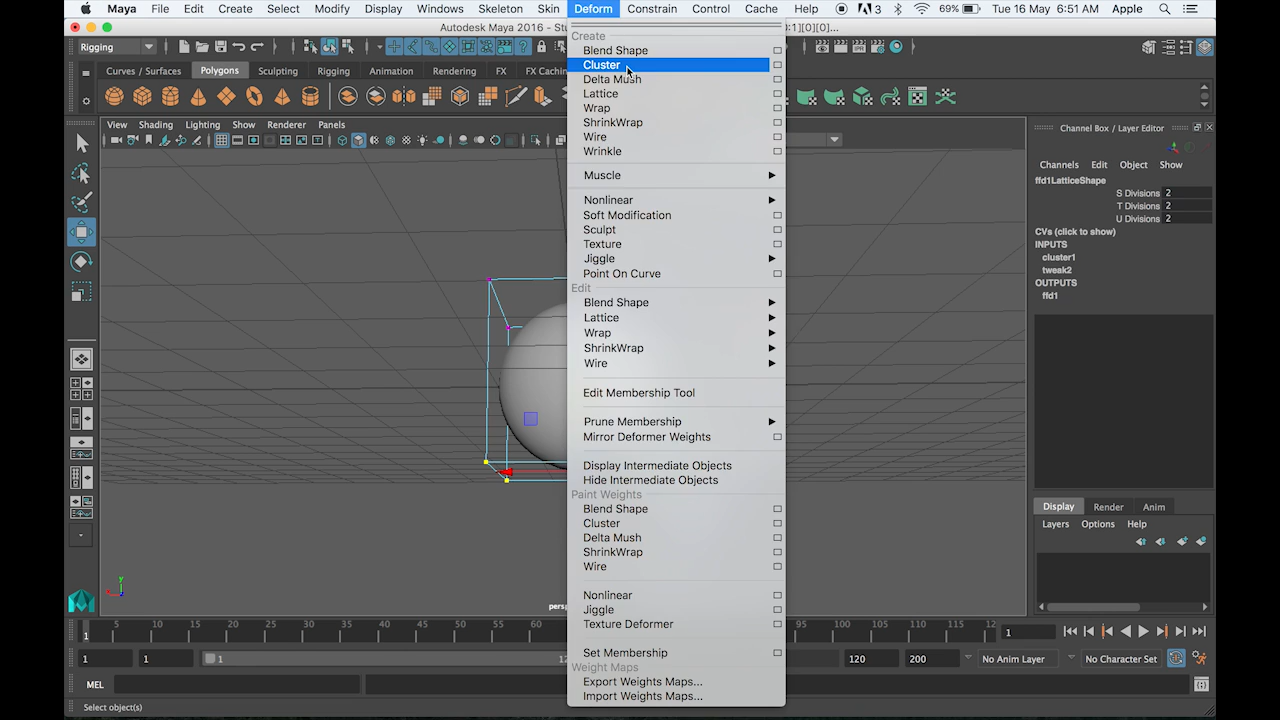 Maya File Edit Create Select Modify Display Windows Skeleton Skin Deform Constrain Control Cache Help 3 69% Tue 16 May 6:51 AM Apple
Autodesk Maya 2016 - Stu :1][0][0]...
Rigging
Curves / Surfaces Polygons Sculpting Rigging Animation Rendering FX FX Caching
View Shading Lighting Show Renderer Panels
Create
Blend Shape
Cluster
Delta Mush
Lattice
Wrap
ShrinkWrap
Wire
Wrinkle
Muscle
Nonlinear
Soft Modification
Sculpt
Texture
Jiggle
Point On Curve
Edit
Blend Shape
Lattice
Wrap
ShrinkWrap
Wire
Edit Membership Tool
Prune Membership
Mirror Deformer Weights
Display Intermediate Objects
Hide Intermediate Objects
Paint Weights
Blend Shape
Cluster
Delta Mush
ShrinkWrap
Wire
Nonlinear
Jiggle
Texture Deformer
Set Membership
Weight Maps
Export Weights Maps...
Import Weights Maps...
Channel Box / Layer Editor
Channels Edit Object Show
ffd1LatticeShape
S Divisions 2
T Divisions 2
U Divisions 2
CVs (click to show)
INPUTS
cluster1
tweak2
OUTPUTS
ffd1
Display Render Anim
Layers Options Help
y
persp
1 5 10 15 20 25 30 35 40 45 50 55 60 95 100 105 110 115 12 1
1 1 1 12 120 200 No Anim Layer No Character Set
MEL
Select object(s)